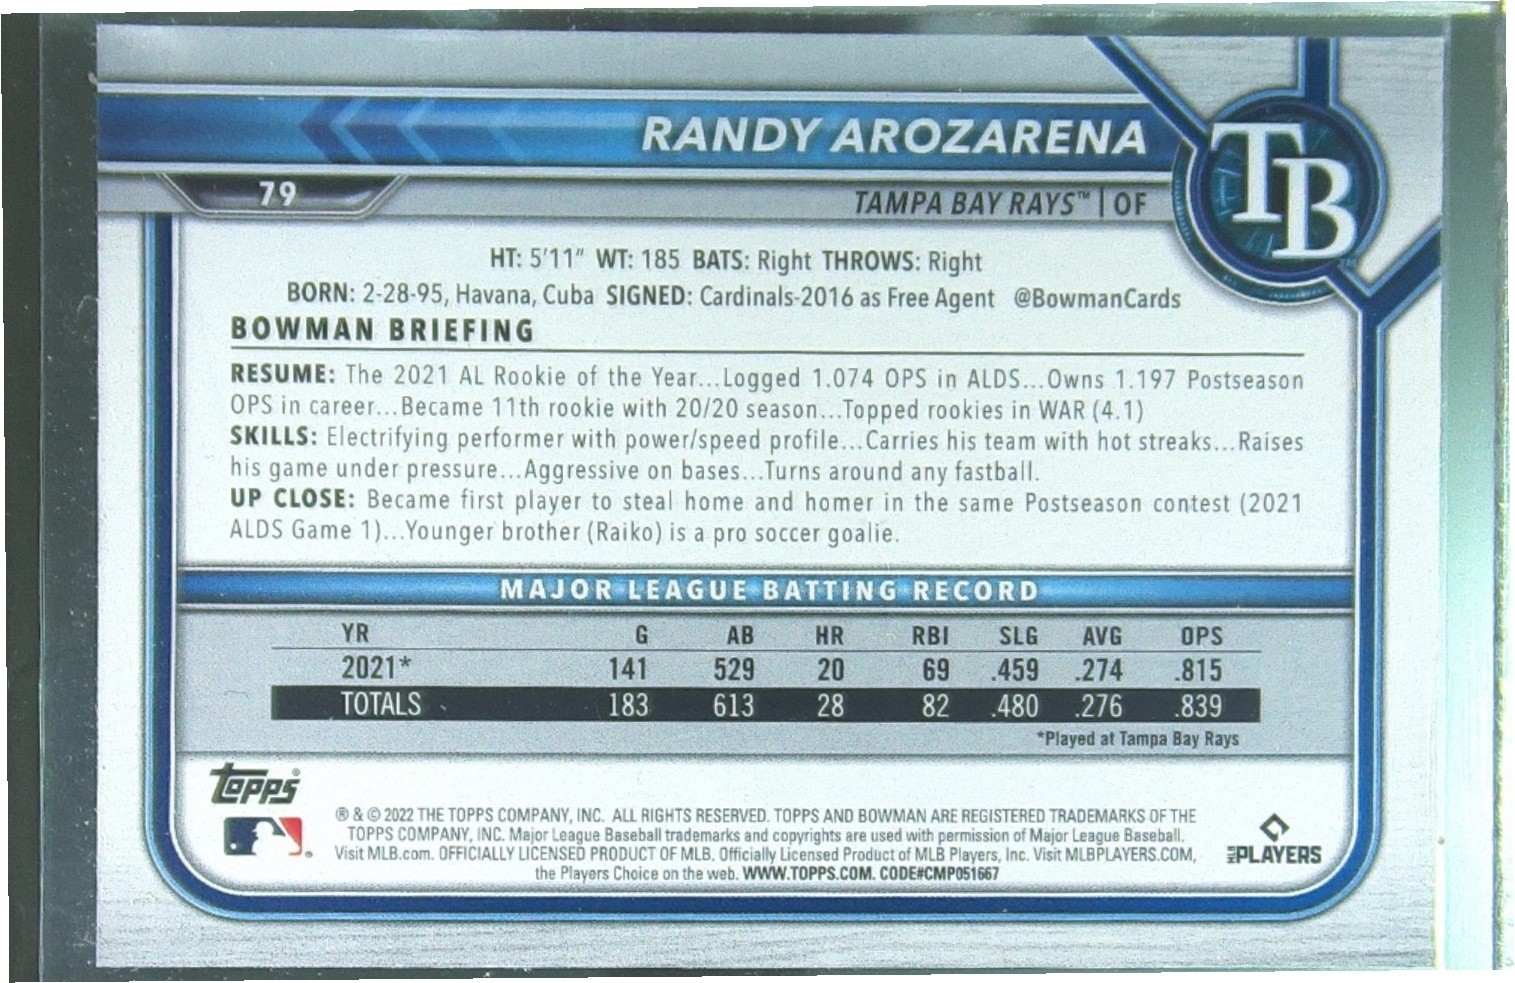 RANDY AROZARENA
TB
79
TAMPA BAY RAYS™ | OF
HT: 5'11" WT: 185 BATS: Right THROWS: Right
BORN: 2-28-95, Havana, Cuba SIGNED: Cardinals-2016 as Free Agent @BowmanCards
BOWMAN BRIEFING
RESUME: The 2021 AL Rookie of the Year...Logged 1.074 OPS in ALDS...Owns 1.197 Postseason
OPS in career...Became 11th rookie with 20/20 season...Topped rookies in WAR (4.1)
SKILLS: Electrifying performer with power/speed profile...Carries his team with hot streaks...Raises
his game under pressure...Aggressive on bases...Turns around any fastball.
UP CLOSE: Became first player to steal home and homer in the same Postseason contest (2021
ALDS Game 1)...Younger brother (Raiko) is a pro soccer goalie.
MAJOR LEAGUE BATTING RECORD
YR G AB HR RBI SLG AVG OPS
2021* 141 529 20 69 .459 .274 .815
TOTALS 183 613 28 82 .480 .276 .839
*Played at Tampa Bay Rays
Topps®
® & © 2022 THE TOPPS COMPANY, INC. ALL RIGHTS RESERVED. TOPPS AND BOWMAN ARE REGISTERED TRADEMARKS OF THE
TOPPS COMPANY, INC. Major League Baseball trademarks and copyrights are used with permission of Major League Baseball.
Visit MLB.com. OFFICIALLY LICENSED PRODUCT OF MLB. Officially Licensed Product of MLB Players, Inc. Visit MLBPLAYERS.COM,
the Players Choice on the web. WWW.TOPPS.COM. CODE#CMP051667
MLB PLAYERS